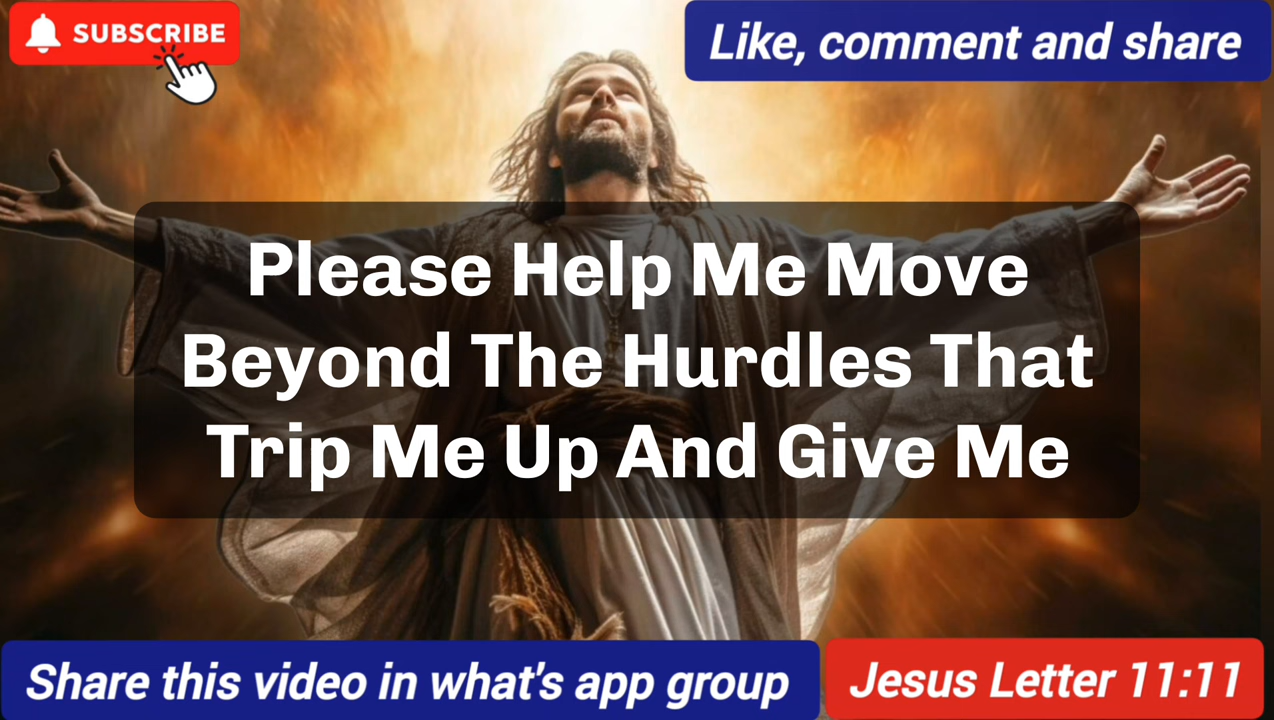 SUBSCRIBE
Like, comment and share
Please Help Me Move
Beyond The Hurdles That
Trip Me Up And Give Me
Share this video in what's app group
Jesus Letter 11:11